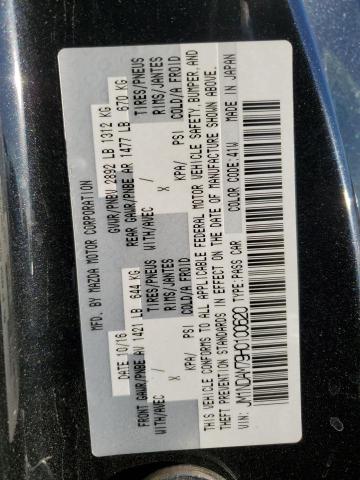 MFD. BY MAZDA MOTOR CORPORATION
DATE: 10/16 GVWR/PNBV 2892 LB 1312 KG
FRONT GAWR/PNBE AV 1421 LB 644 KG REAR GAWR/PNBE AR 1477 LB 670 KG
WITH/AVEC TIRES/PNEUS WITH/AVEC TIRES/PNEUS
X RIMS/JANTES X RIMS/JANTES
KPA/ PSI COLD/A FROID KPA/ PSI COLD/A FROID
THIS VEHICLE CONFORMS TO ALL APPLICABLE FEDERAL MOTOR VEHICLE SAFETY, BUMPER, AND
THEFT PREVENTION STANDARDS IN EFFECT ON THE DATE OF MANUFACTURE SHOWN ABOVE.
VIN: JM1NDAM79H0100620 TYPE: PASS CAR MADE IN JAPAN
COLOR CODE: 41W